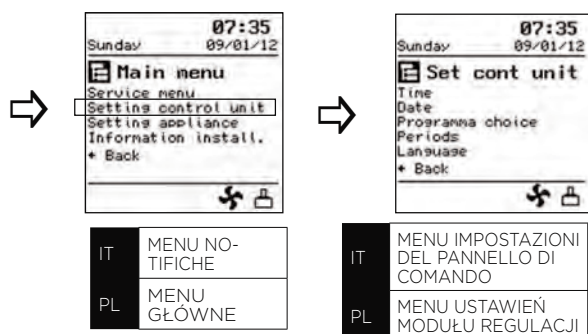 07:35
Sunday 09/01/12
Main menu
Service menu
Setting control unit
Setting appliance
Information install.
Back
IT MENU NO-
TIFICHE
PL MENU
GŁÓWNE
07:35
Sunday 09/01/12
Set cont unit
Time
Date
Programma choice
Periods
Language
Back
IT MENU IMPOSTAZIONI
DEL PANNELLO DI
COMANDO
PL MENU USTAWIEŃ
MODUŁU REGULACJI